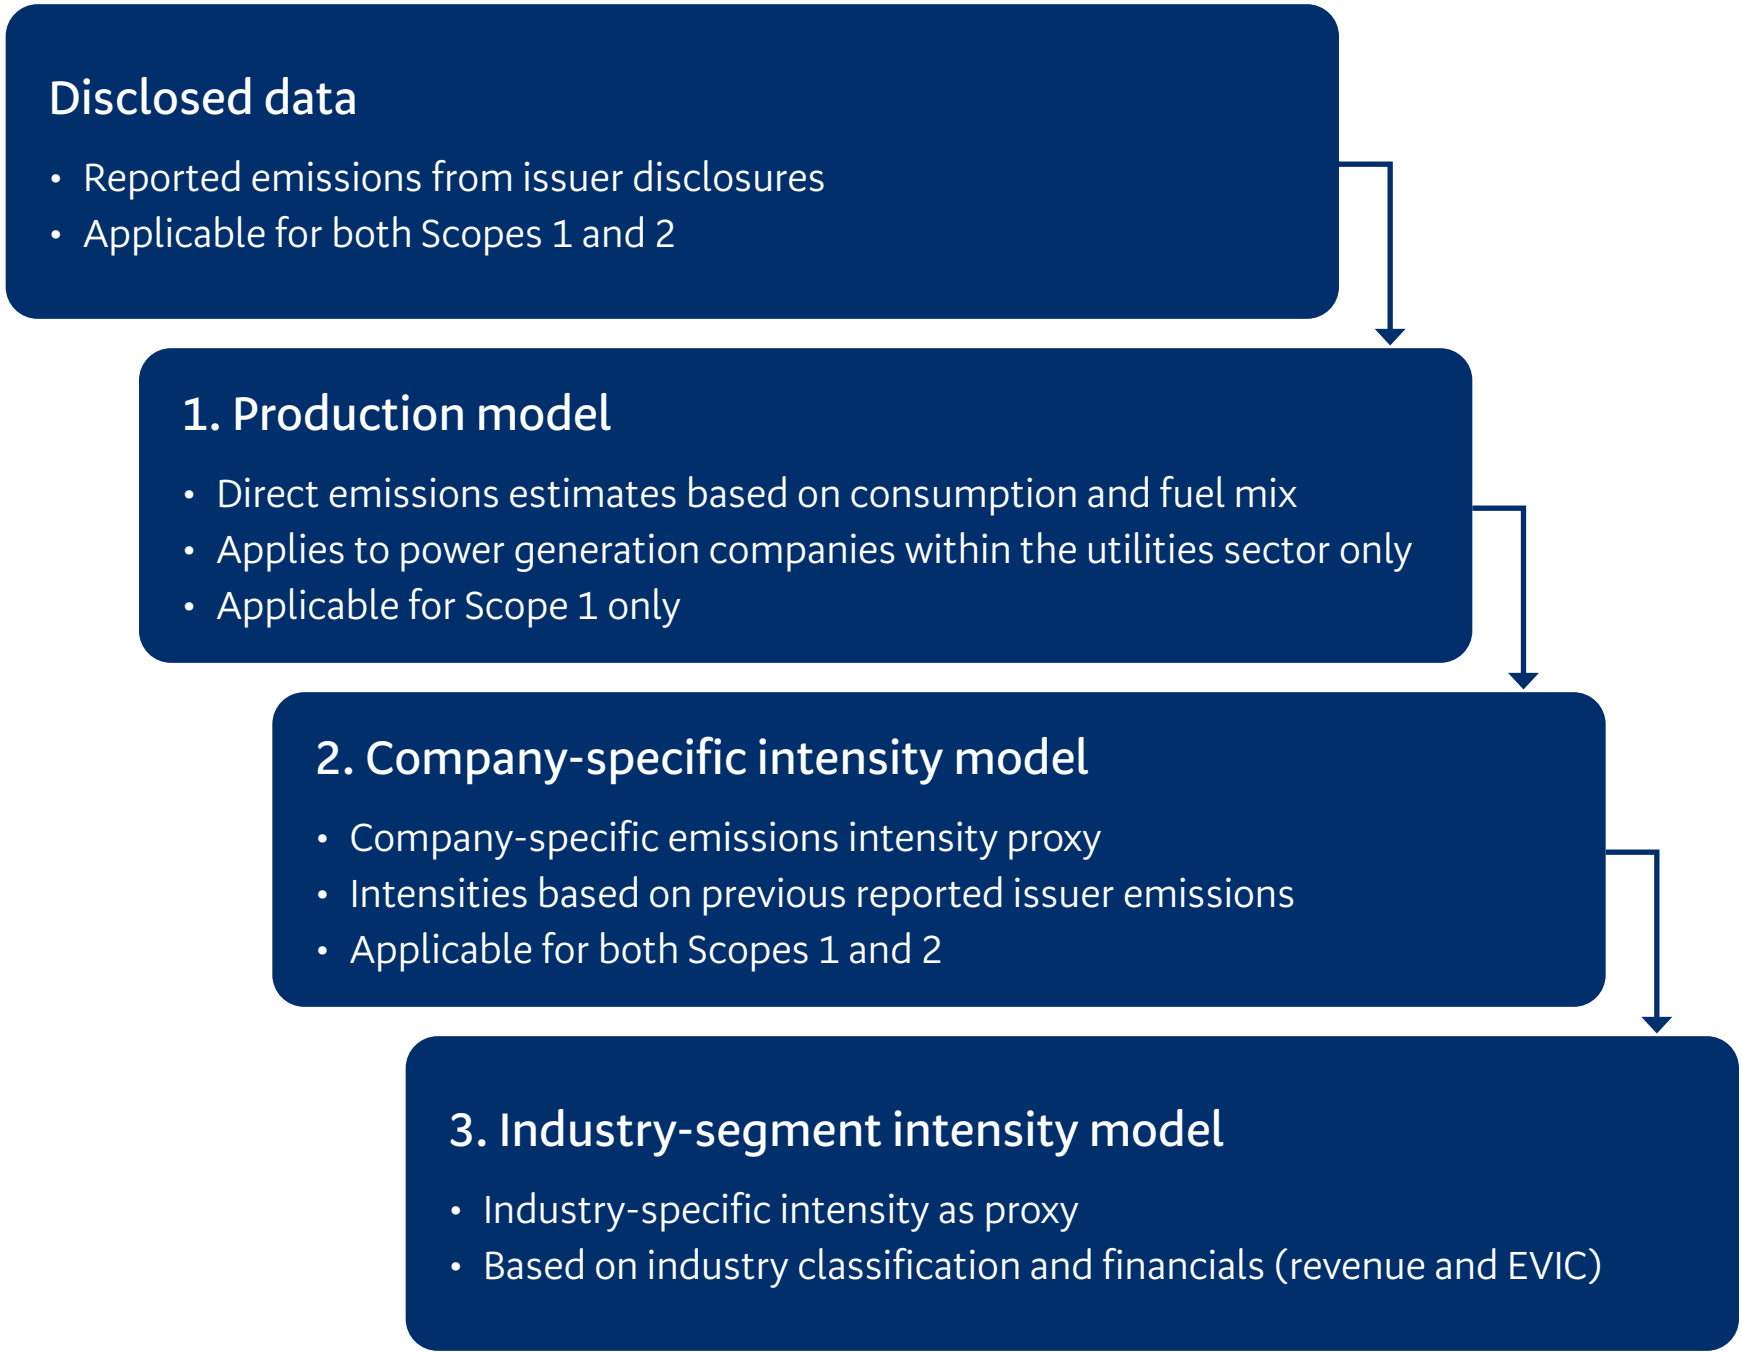 Disclosed data
• Reported emissions from issuer disclosures
• Applicable for both Scopes 1 and 2
1. Production model
• Direct emissions estimates based on consumption and fuel mix
• Applies to power generation companies within the utilities sector only
• Applicable for Scope 1 only
2. Company-specific intensity model
• Company-specific emissions intensity proxy
• Intensities based on previous reported issuer emissions
• Applicable for both Scopes 1 and 2
3. Industry-segment intensity model
• Industry-specific intensity as proxy
• Based on industry classification and financials (revenue and EVIC)